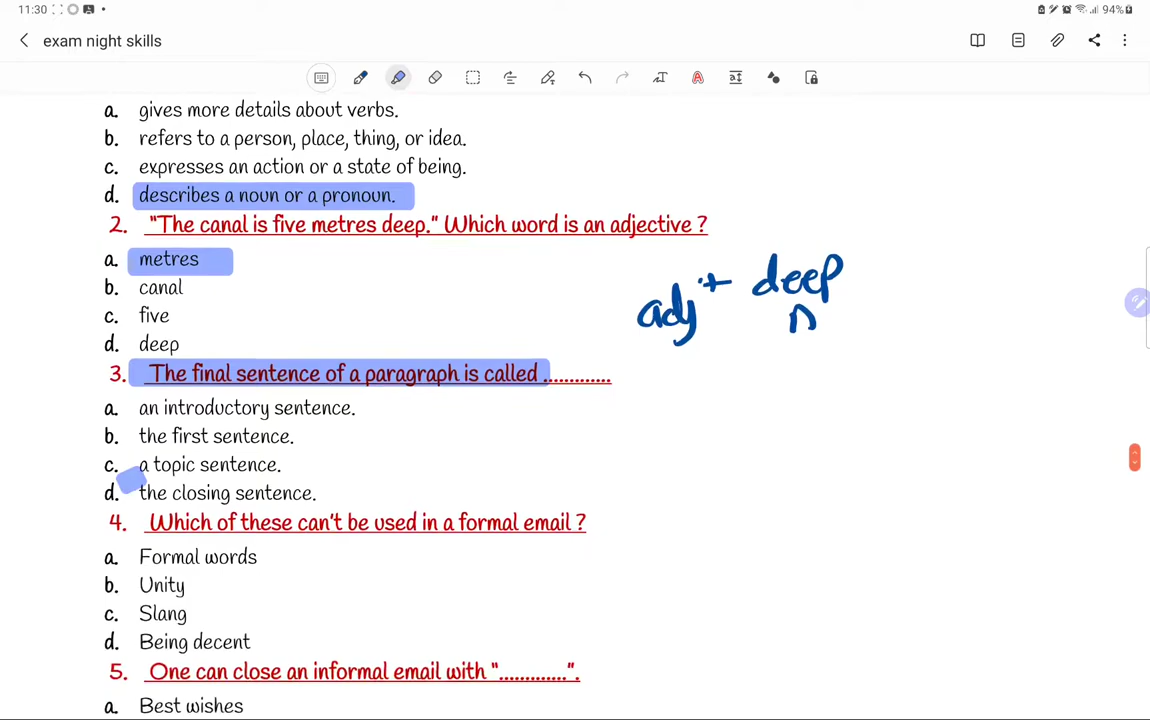 11:30
94%
exam night skills
a. gives more details about verbs.
b. refers to a person, place, thing, or idea.
c. expresses an action or a state of being.
d. describes a noun or a pronoun.
2. "The canal is five metres deep." Which word is an adjective ?
a. metres
b. canal
c. five
d. deep
adj + deep
n
3. The final sentence of a paragraph is called .............
a. an introductory sentence.
b. the first sentence.
c. a topic sentence.
d. the closing sentence.
4. Which of these can't be used in a formal email ?
a. Formal words
b. Unity
c. Slang
d. Being decent
5. One can close an informal email with ".............".
a. Best wishes